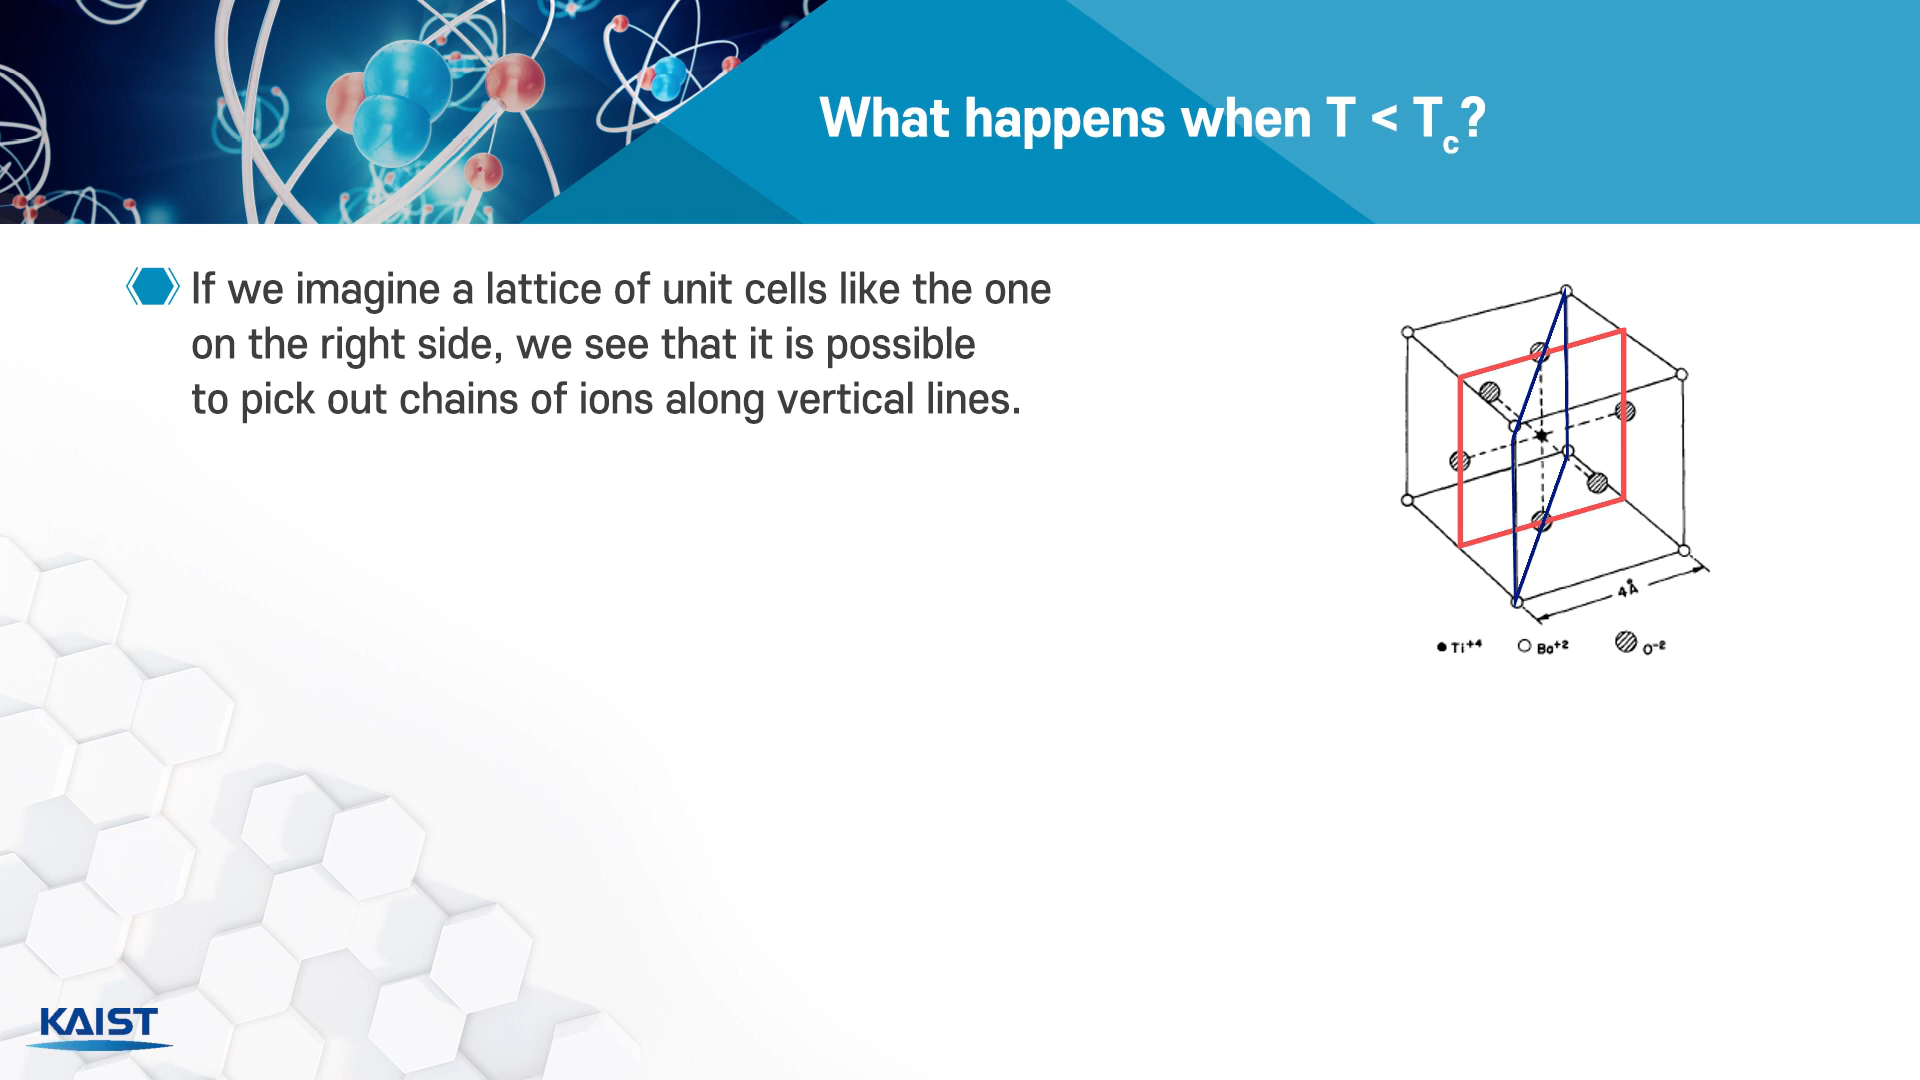 What happens when T < Tc?
If we imagine a lattice of unit cells like the one
on the right side, we see that it is possible
to pick out chains of ions along vertical lines.
4Å
Ti+4 Ba+2 O-2
KAIST